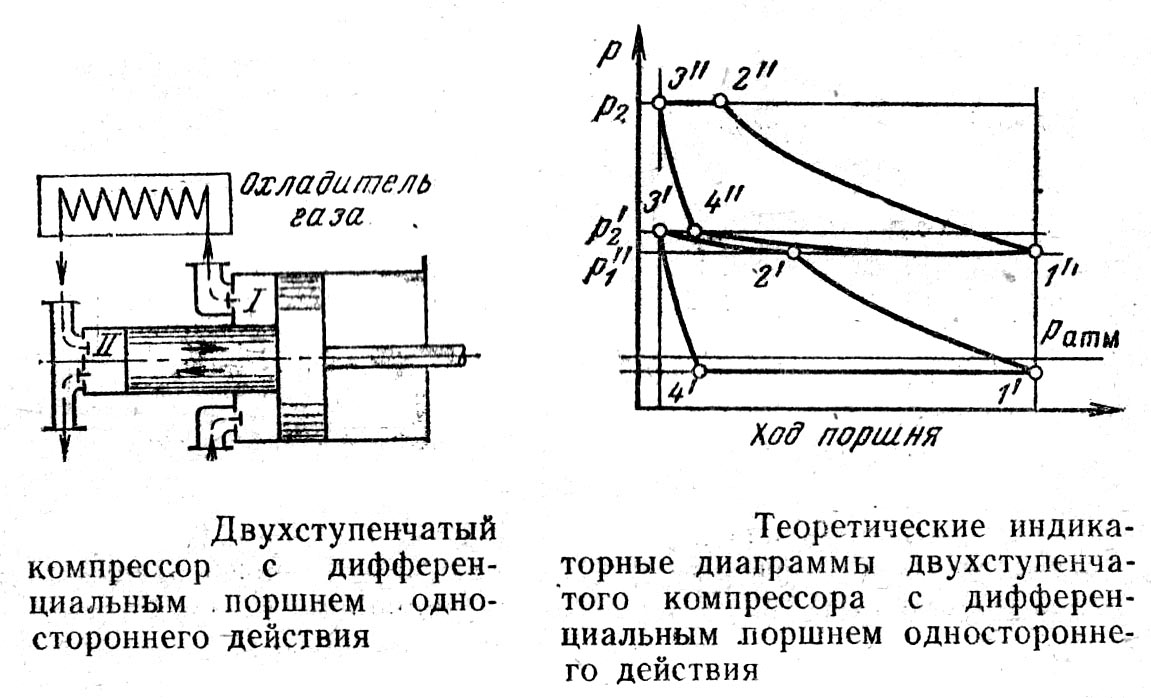 Охладитель
газа
I
II
Двухступенчатый
компрессор с дифферен-
циальным поршнем одно-
стороннего действия
p
3" 2"
p2
3' 4"
p2'
p1"
2' 1"
pатм
4' 1'
Ход поршня
Теоретические индика-
торные диаграммы двухступенча-
того компрессора с дифферен-
циальным поршнем односторонне-
го действия